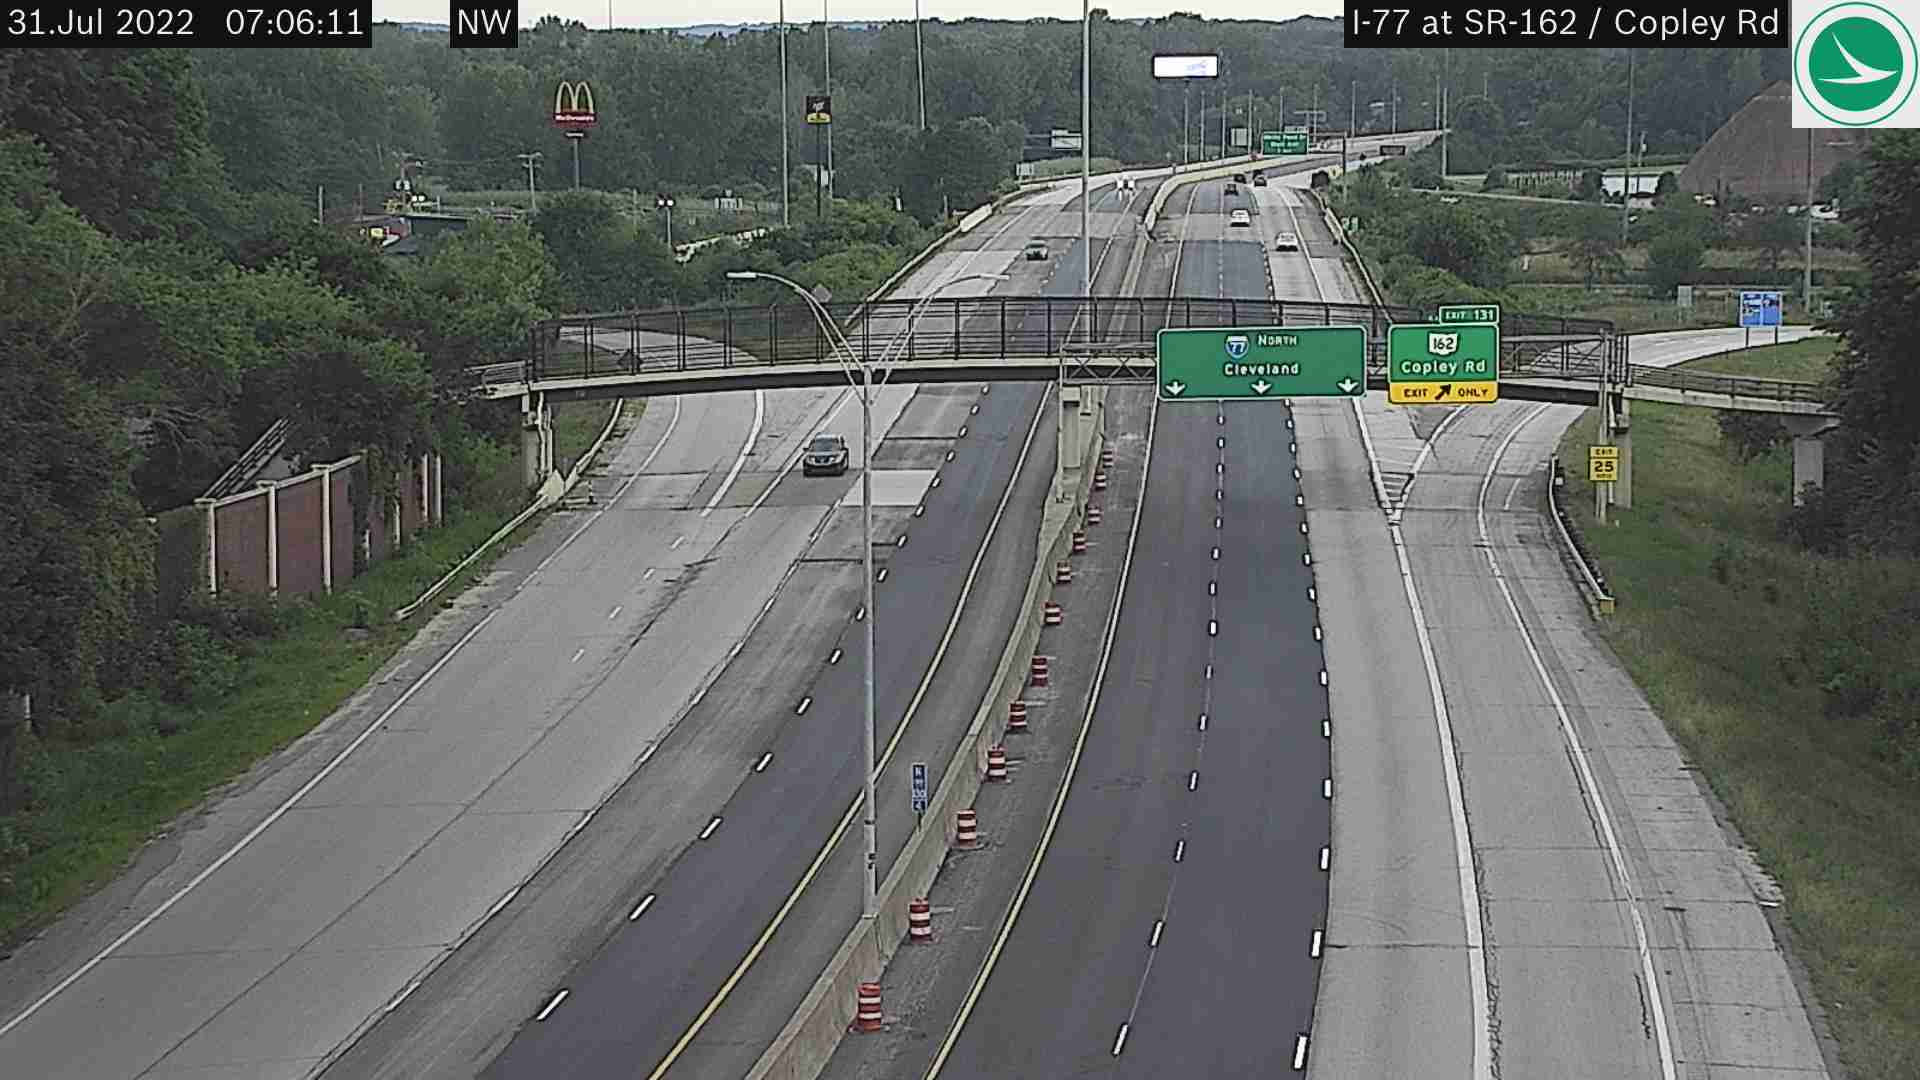 31.Jul 2022 07:06:11
NW
I-77 at SR-162 / Copley Rd
McDonald's
EXIT 131
77 NORTH
Cleveland
162
Copley Rd
EXIT ONLY
EXIT
25